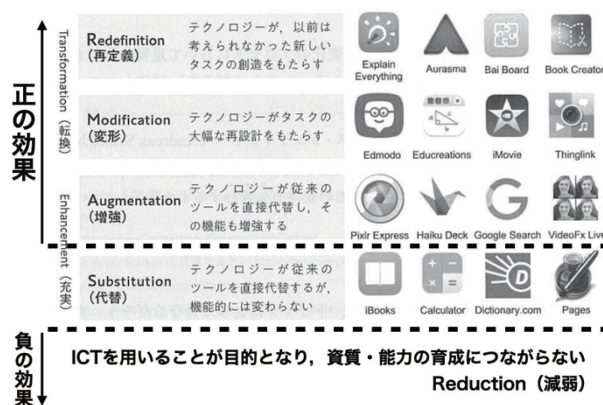 正の効果
Transformation（転換）
Redefinition
（再定義）
テクノロジーが，以前は
考えられなかった新しい
タスクの創造をもたらす
Explain
Everything
Aurasma
Bai Board
Book Creator
Modification
（変形）
テクノロジーがタスクの
大幅な再設計をもたらす
Edmodo
Educreations
iMovie
Thinglink
Enhancement（充実）
Augmentation
（増強）
テクノロジーが従来の
ツールを直接代替し，そ
の機能も増強する
Pixlr Express
Haiku Deck
Google Search
VideoFx Live
Substitution
（代替）
テクノロジーが従来の
ツールを直接代替するが，
機能的には変わらない
iBooks
Calculator
Dictionary.com
Pages
負の効果
ICTを用いることが目的となり，資質・能力の育成につながらない
Reduction（減弱）